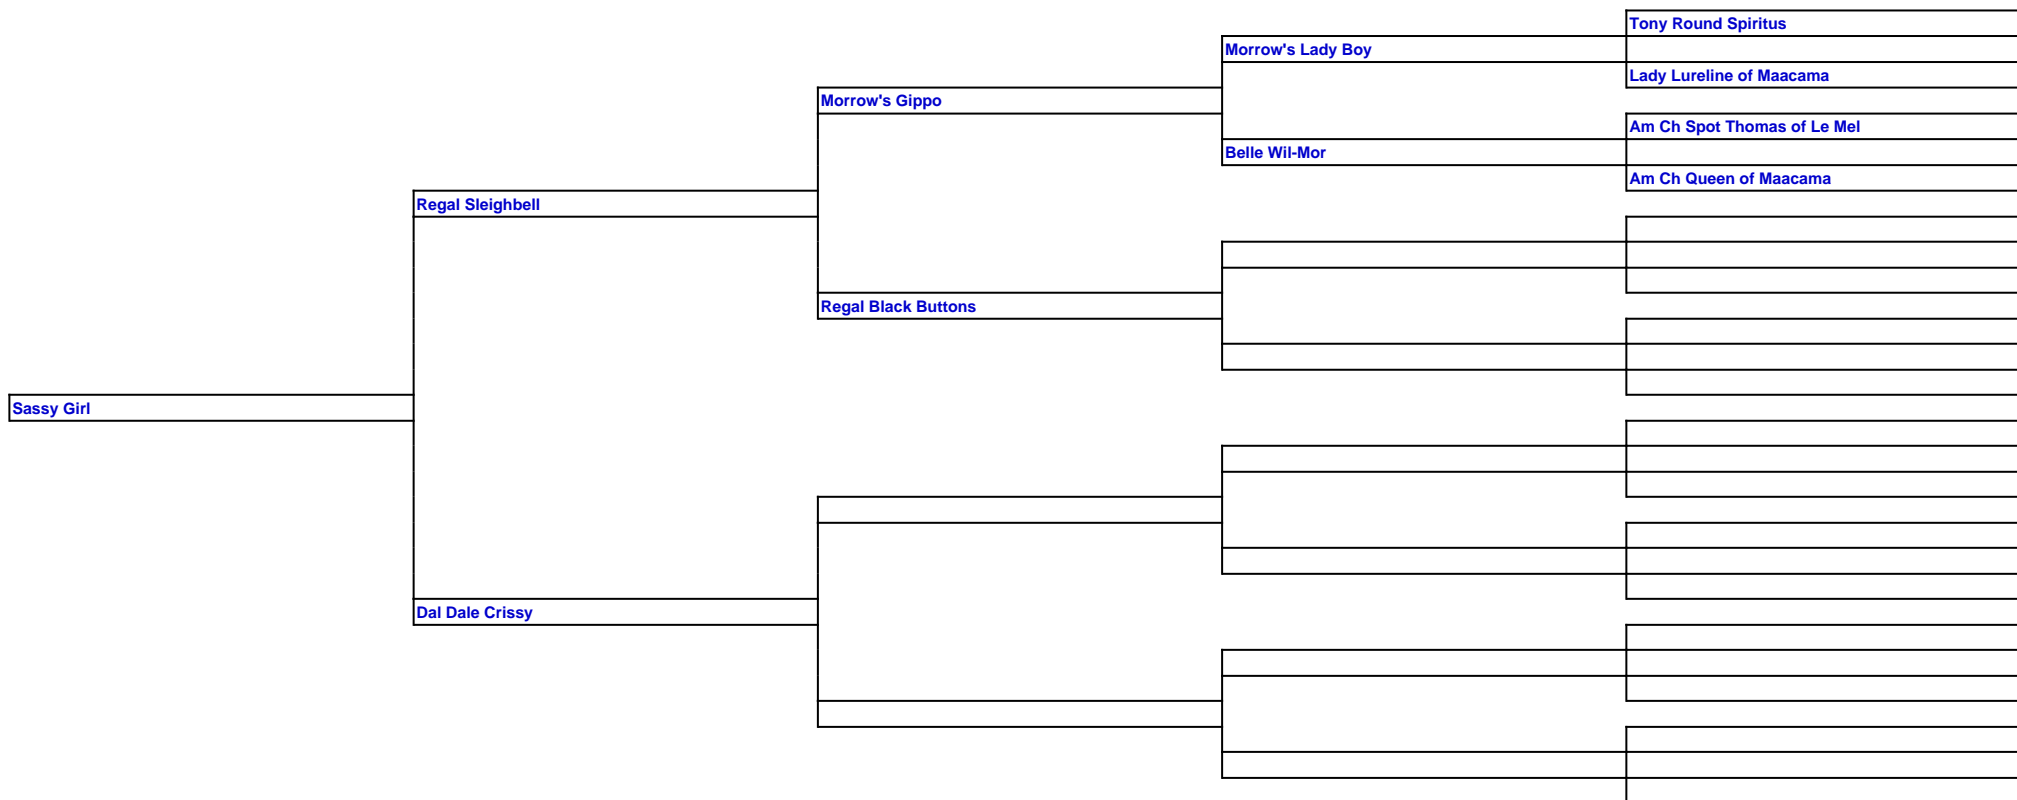 Tony Round Spiritus
Morrow's Lady Boy
Lady Lureline of Maacama
Morrow's Gippo
Am Ch Spot Thomas of Le Mel
Belle Wil-Mor
Am Ch Queen of Maacama
Regal Sleighbell
Regal Black Buttons
Sassy Girl
Dal Dale Crissy